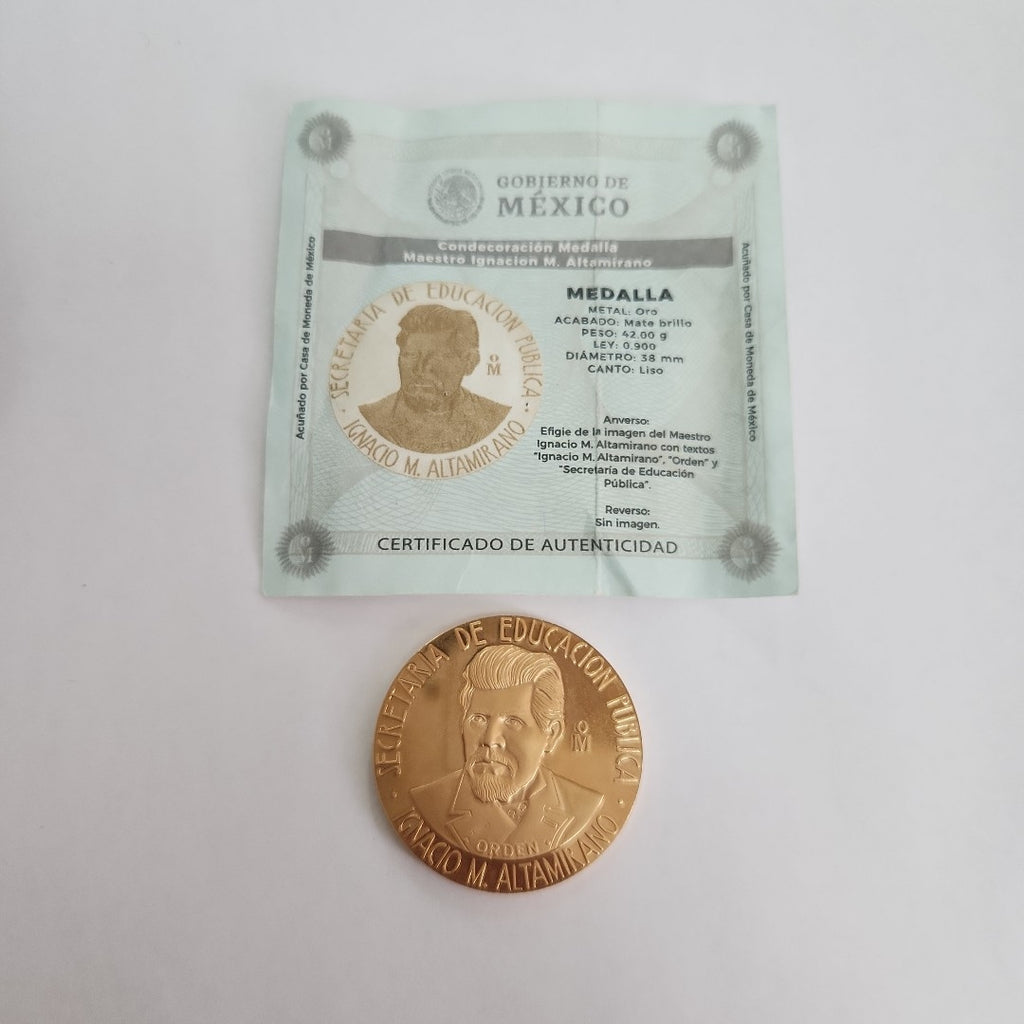 GOBIERNO DE
MÉXICO
Condecoración Medalla
Maestro Ignacion M. Altamirano
Acuñado por Casa de Moneda de México
SECRETARIA DE EDUCACION PUBLICA
· IGNACIO M. ALTAMIRANO ·
oM
MEDALLA
METAL: Oro
ACABADO: Mate brillo
PESO: 42.00 g
LEY: 0.900
DIÁMETRO: 38 mm
CANTO: Liso
Anverso:
Efigie de la imagen del Maestro
Ignacio M. Altamirano con textos
"Ignacio M. Altamirano", "Orden" y
"Secretaría de Educación
Pública".
Reverso:
Sin imagen.
Acuñado por Casa de Moneda de México
CERTIFICADO DE AUTENTICIDAD
SECRETARIA DE EDUCACION PUBLICA
oM
ORDEN
· IGNACIO M. ALTAMIRANO ·